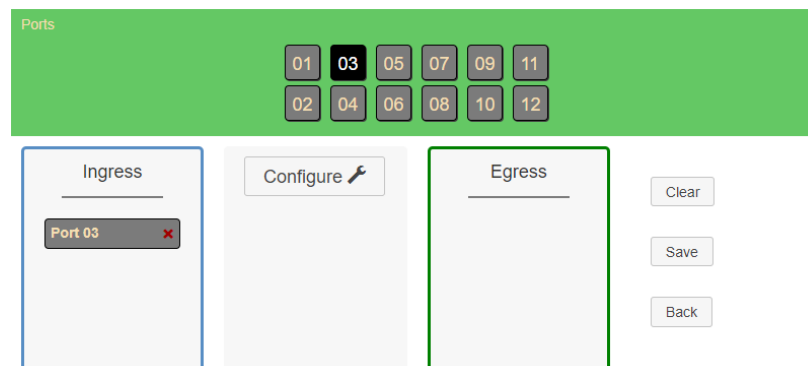 Ports
01 03 05 07 09 11
02 04 06 08 10 12
Ingress
Configure
Egress
Port 03
Clear
Save
Back